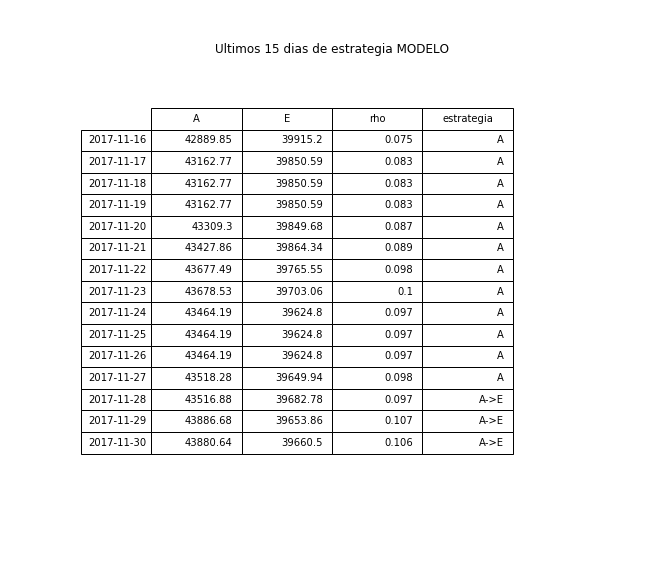 Ultimos 15 dias de estrategia MODELO
A E rho estrategia
2017-11-16 42889.85 39915.2 0.075 A
2017-11-17 43162.77 39850.59 0.083 A
2017-11-18 43162.77 39850.59 0.083 A
2017-11-19 43162.77 39850.59 0.083 A
2017-11-20 43309.3 39849.68 0.087 A
2017-11-21 43427.86 39864.34 0.089 A
2017-11-22 43677.49 39765.55 0.098 A
2017-11-23 43678.53 39703.06 0.1 A
2017-11-24 43464.19 39624.8 0.097 A
2017-11-25 43464.19 39624.8 0.097 A
2017-11-26 43464.19 39624.8 0.097 A
2017-11-27 43518.28 39649.94 0.098 A
2017-11-28 43516.88 39682.78 0.097 A->E
2017-11-29 43886.68 39653.86 0.107 A->E
2017-11-30 43880.64 39660.5 0.106 A->E